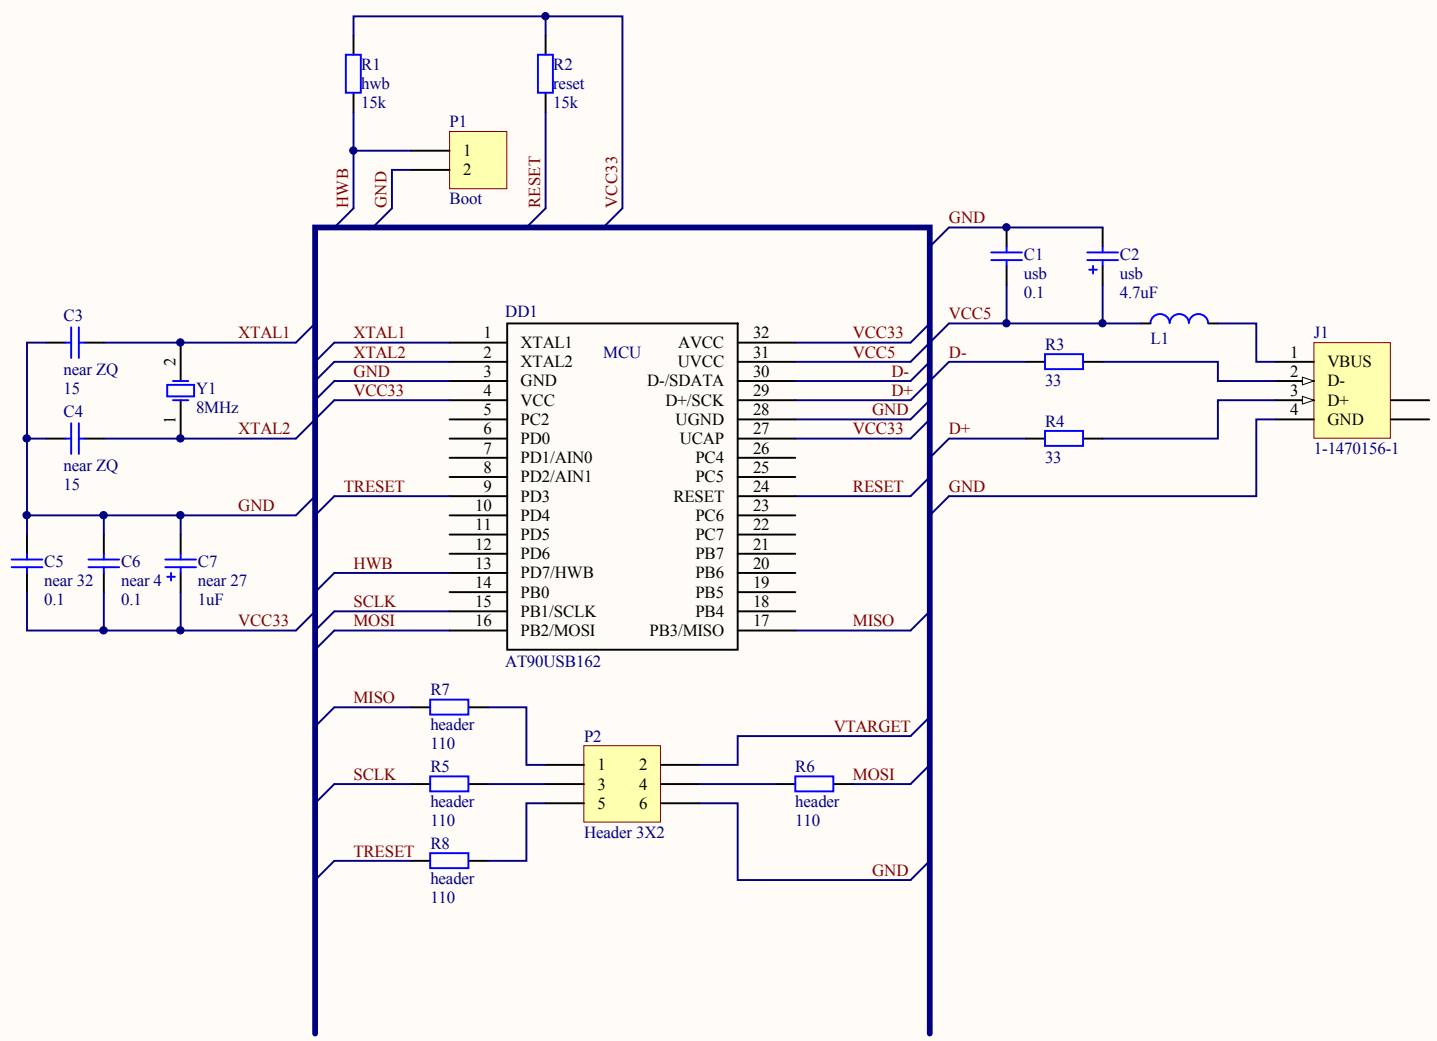 R1
hwb
15k
R2
reset
15k
P1
1
2
Boot
HWB
GND
RESET
VCC33
GND
C1
usb
0.1
C2
usb
4.7uF
VCC5
L1
J1
1 VBUS
2 D-
3 D+
4 GND
1-1470156-1
D-
R3
33
D+
R4
33
GND
C3
near ZQ
15
XTAL1
2
Y1
8MHz
1
C4
near ZQ
15
XTAL2
GND
C5
near 32
0.1
C6
near 4
0.1
C7
near 27
1uF
VCC33
DD1
MCU
XTAL1 1 XTAL1 AVCC 32 VCC33
XTAL2 2 XTAL2 UVCC 31 VCC5
GND 3 GND D-/SDATA 30 D-
VCC33 4 VCC D+/SCK 29 D+
5 PC2 UGND 28 GND
6 PD0 UCAP 27 VCC33
7 PD1/AIN0 PC4 26
8 PD2/AIN1 PC5 25
TRESET 9 PD3 RESET 24 RESET
10 PD4 PC6 23
11 PD5 PC7 22
12 PD6 PB7 21
HWB 13 PD7/HWB PB6 20
14 PB0 PB5 19
SCLK 15 PB1/SCLK PB4 18
MOSI 16 PB2/MOSI PB3/MISO 17 MISO
AT90USB162
MISO
R7
header
110
SCLK
R5
header
110
TRESET
R8
header
110
P2
1 2
3 4
5 6
Header 3X2
VTARGET
R6
header
110
MOSI
GND